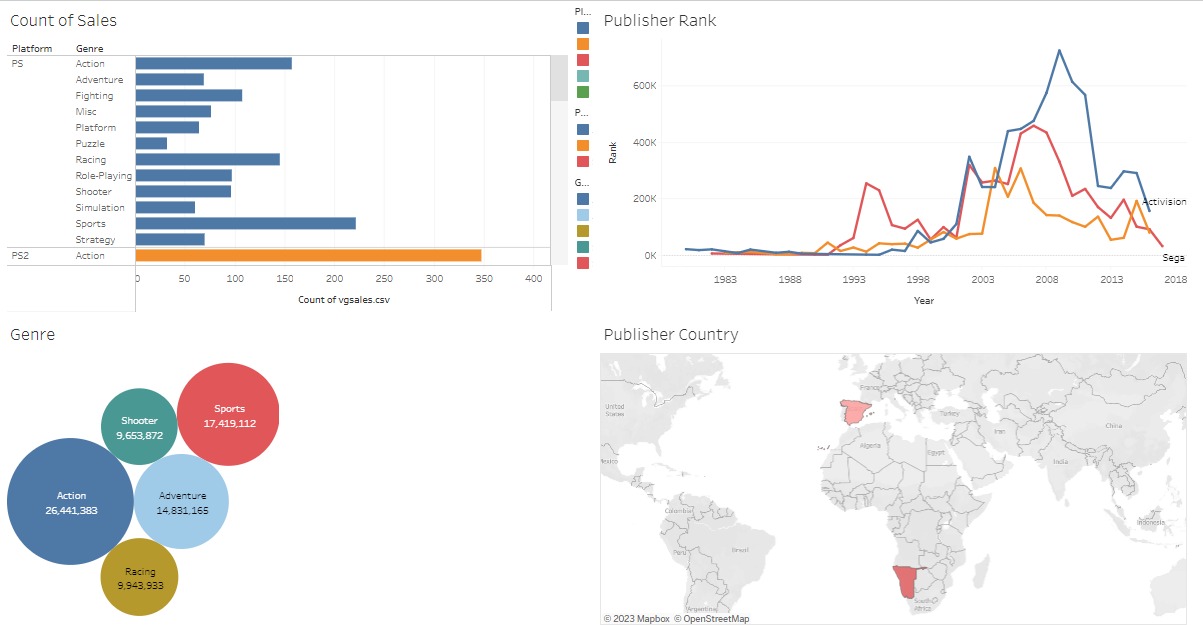 Count of Sales
Platform Genre
PS Action
Adventure
Fighting
Misc
Platform
Puzzle
Racing
Role-Playing
Shooter
Simulation
Sports
Strategy
PS2 Action
0 50 100 150 200 250 300 350 400
Count of vgsales.csv
Pl...
P...
G...
Publisher Rank
600K
400K
200K
0K
Rank
Activision
Sega
1983 1988 1993 1998 2003 2008 2013 2018
Year
Genre
Sports
17,419,112
Shooter
9,653,872
Action
26,441,383
Adventure
14,831,165
Racing
9,943,933
Publisher Country
United
States
France
Turkey
China
Iran
Algeria
Egypt
India
Mexico
Colombia
Indonesia
Peru
Brazil
South
Africa
Argentina
© 2023 Mapbox © OpenStreetMap